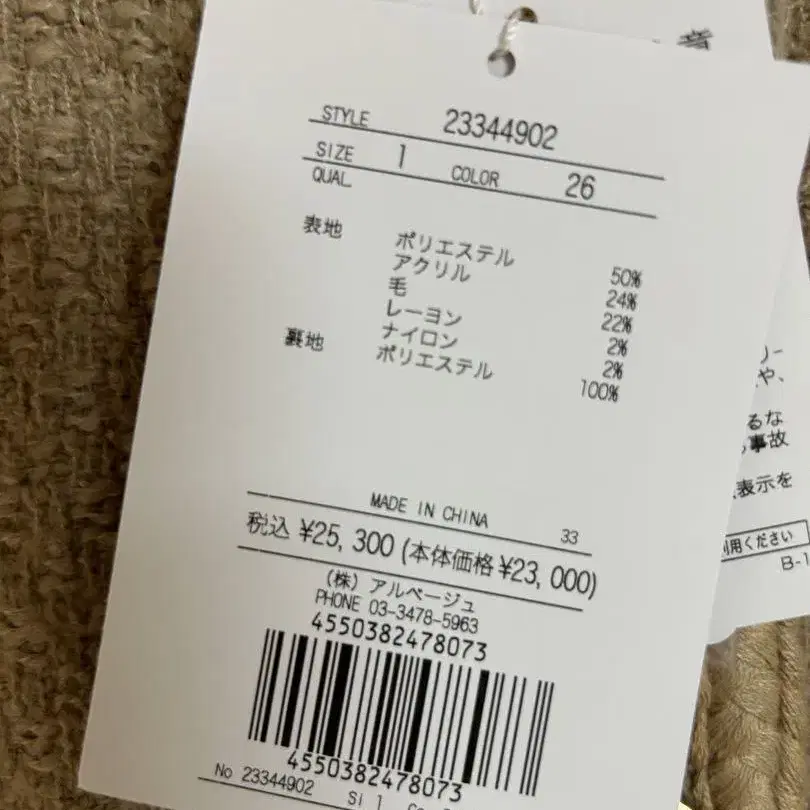 STYLE 23344902
SIZE 1 COLOR 26
QUAL
表地 ポリエステル 50%
アクリル 24%
毛 22%
レーヨン 2%
ナイロン 2%
裏地 ポリエステル 100%
MADE IN CHINA 33
税込 ¥25,300 (本体価格¥23,000)
(株) アルページュ
PHONE 03-3478-5963
4550382478073
4550382478073
No 23344902 SI 1
るな
事故
表示を
用ください
B-1